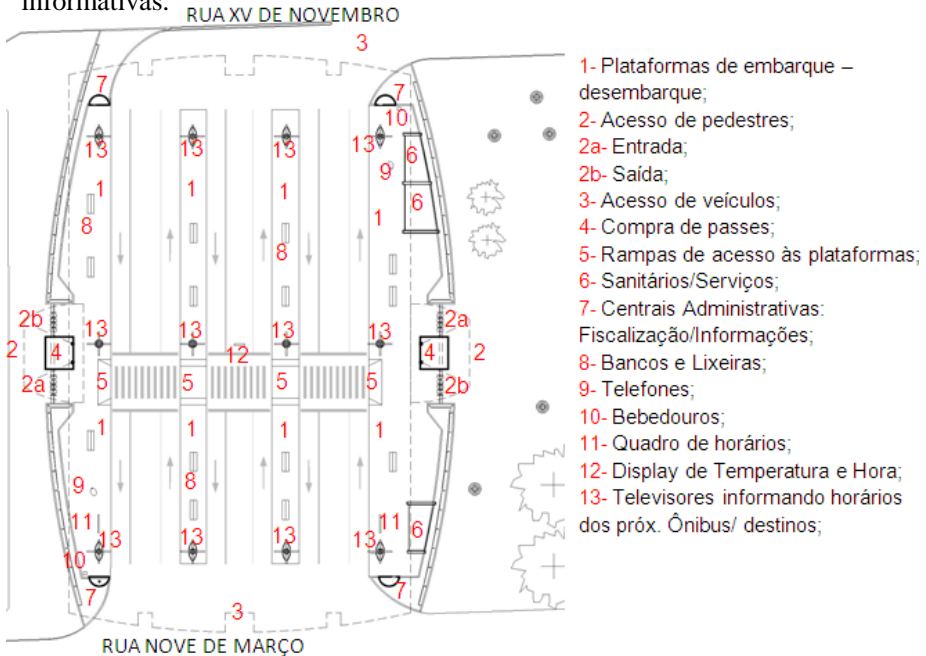 informativas.
RUA XV DE NOVEMBRO
3
7
7
10
13
13
13
13
6
9
1
1
1
1
6
8
8
2b
13
13
13
13
2a
2
4
12
4
2
2a
5
5
5
5
2b
1
1
1
1
9
8
11
11
13
13
13
13
6
10
7
7
3
RUA NOVE DE MARÇO
1- Plataformas de embarque –
desembarque;
2- Acesso de pedestres;
2a- Entrada;
2b- Saída;
3- Acesso de veículos;
4- Compra de passes;
5- Rampas de acesso às plataformas;
6- Sanitários/Serviços;
7- Centrais Administrativas:
Fiscalização/Informações;
8- Bancos e Lixeiras;
9- Telefones;
10- Bebedouros;
11- Quadro de horários;
12- Display de Temperatura e Hora;
13- Televisores informando horários
dos próx. Ônibus/ destinos;